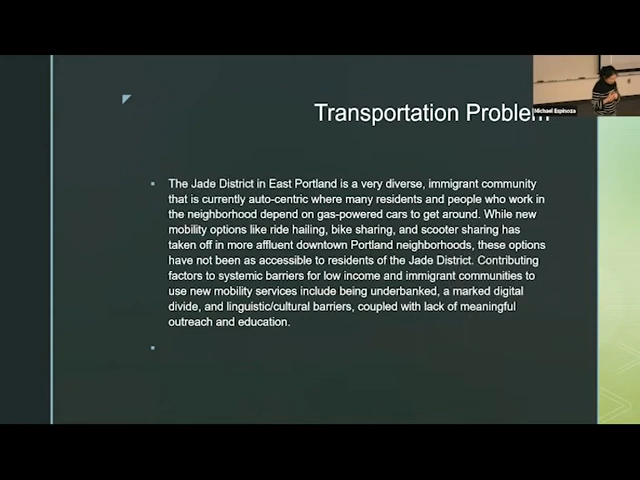 Transportation Problem
Michael Espinoza
The Jade District in East Portland is a very diverse, immigrant community
that is currently auto-centric where many residents and people who work in
the neighborhood depend on gas-powered cars to get around. While new
mobility options like ride hailing, bike sharing, and scooter sharing has
taken off in more affluent downtown Portland neighborhoods, these options
have not been as accessible to residents of the Jade District. Contributing
factors to systemic barriers for low income and immigrant communities to
use new mobility services include being underbanked, a marked digital
divide, and linguistic/cultural barriers, coupled with lack of meaningful
outreach and education.